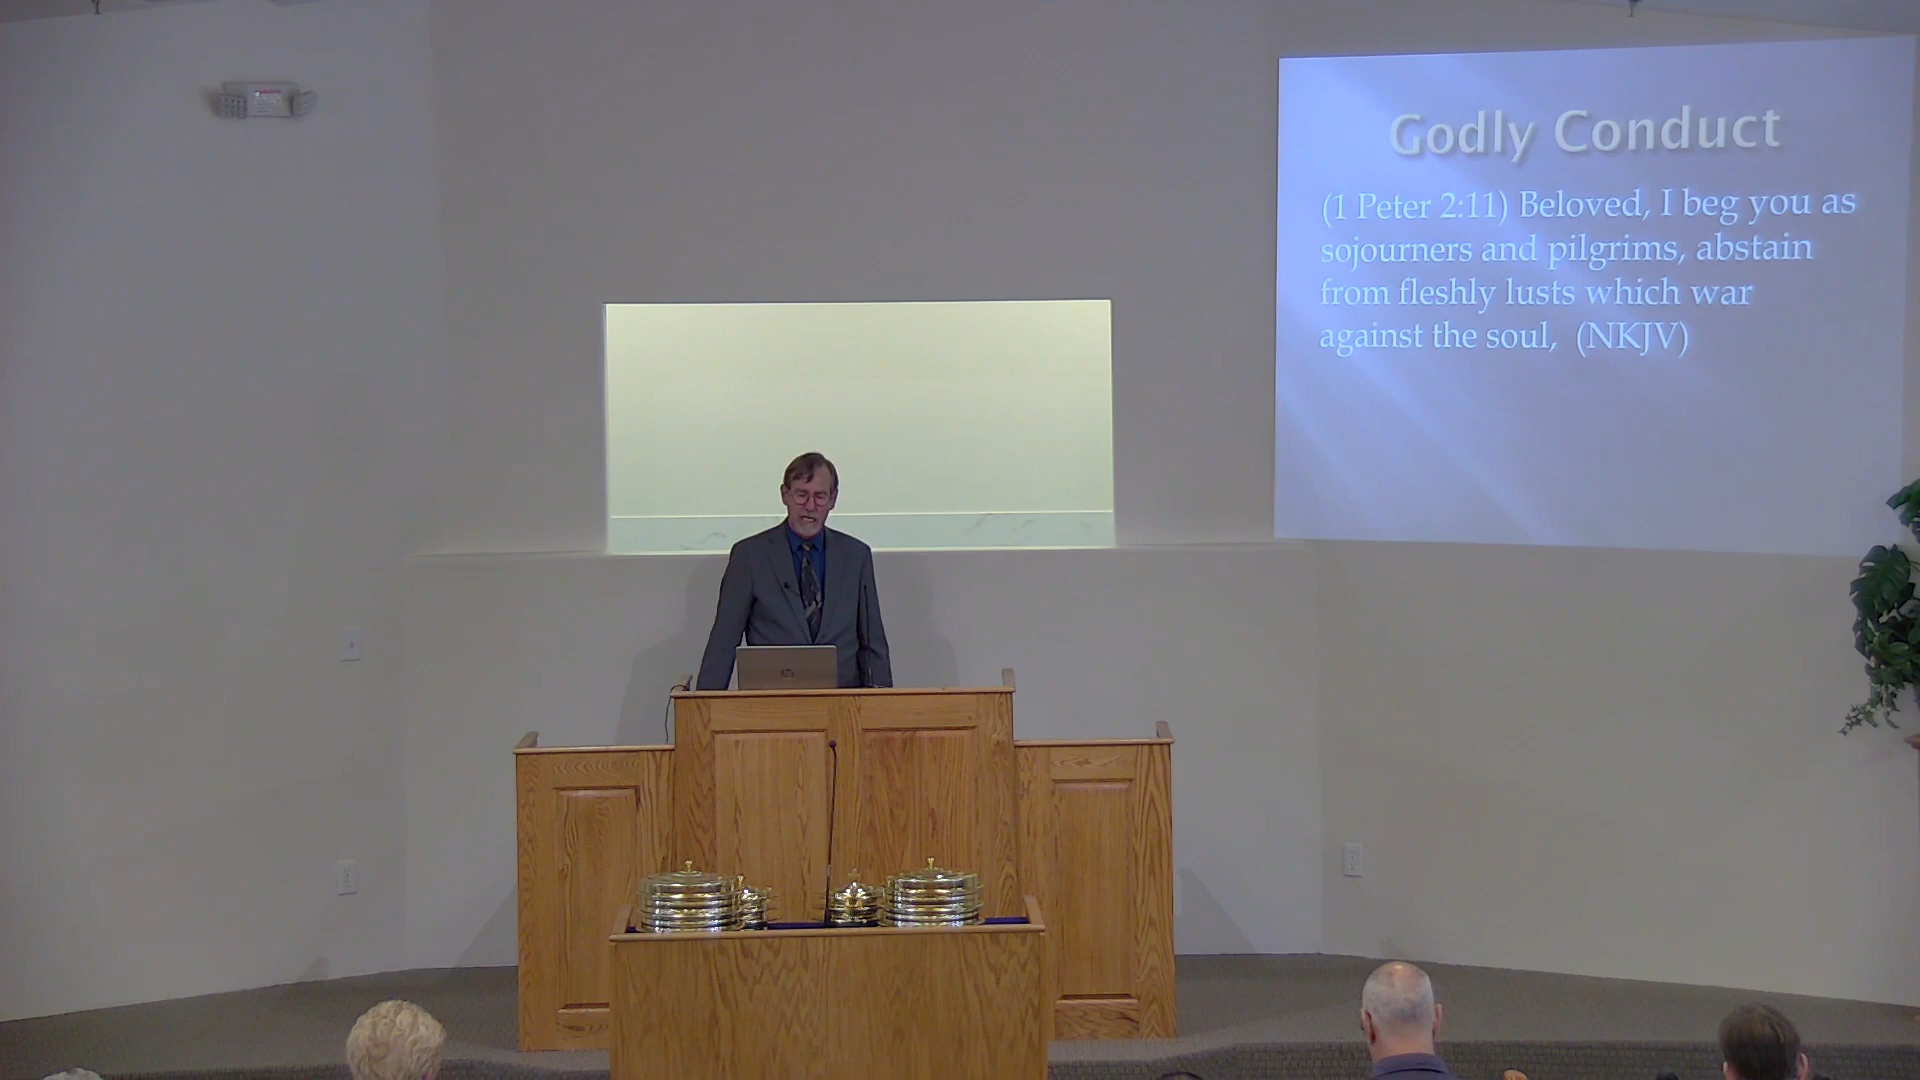 Godly Conduct
(1 Peter 2:11) Beloved, I beg you as
sojourners and pilgrims, abstain
from fleshly lusts which war
against the soul,  (NKJV)